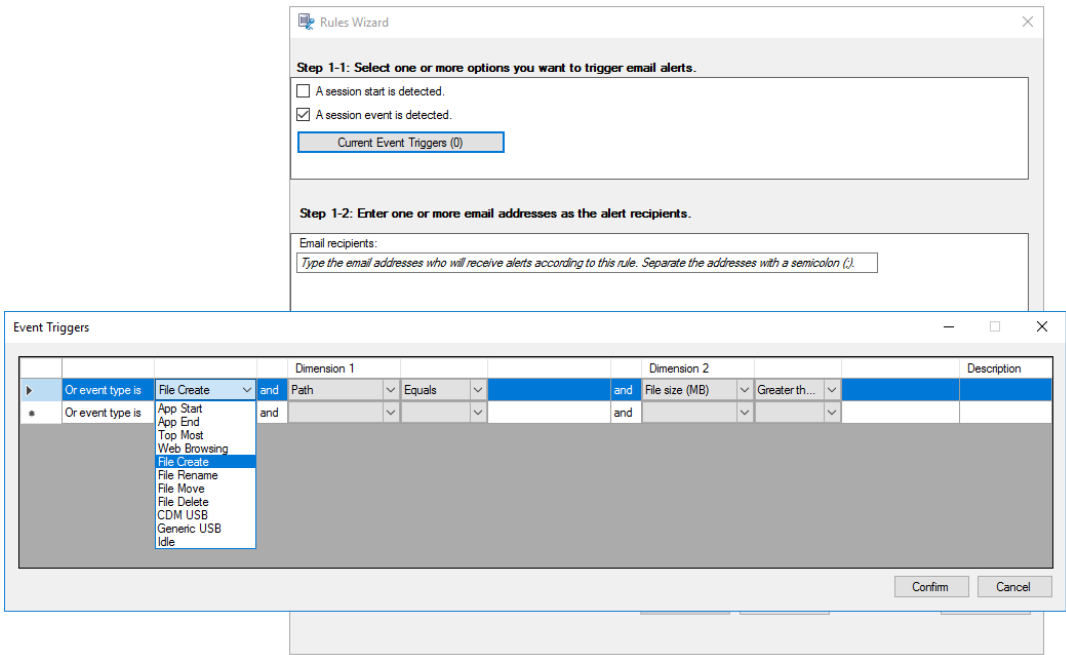 Rules Wizard
Step 1-1: Select one or more options you want to trigger email alerts.
A session start is detected.
A session event is detected.
Current Event Triggers (0)
Step 1-2: Enter one or more email addresses as the alert recipients.
Email recipients:
Type the email addresses who will receive alerts according to this rule. Separate the addresses with a semicolon (;).
Event Triggers
Dimension 1 Dimension 2 Description
Or event type is File Create and Path Equals and File size (MB) Greater th...
Or event type is and and
App Start
App End
Top Most
Web Browsing
File Create
File Rename
File Move
File Delete
CDM USB
Generic USB
Idle
Confirm Cancel